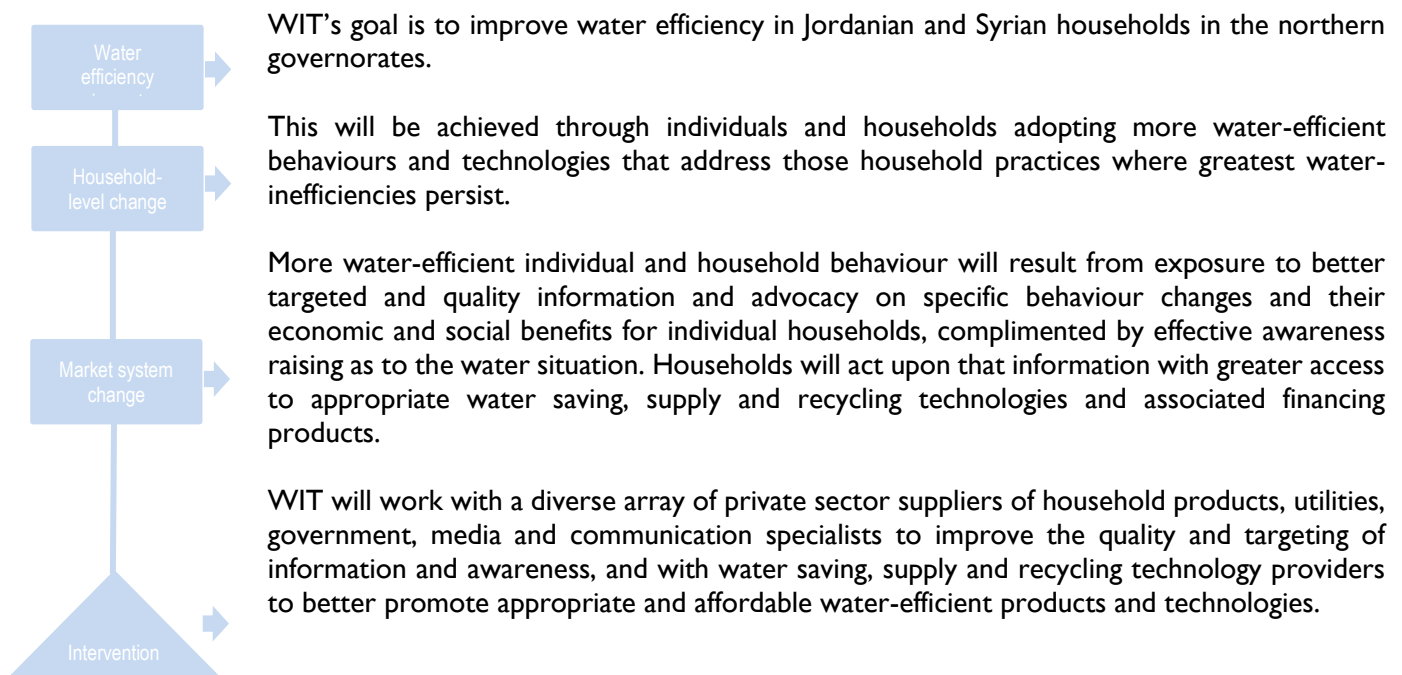 WIT’s goal is to improve water efficiency in Jordanian and Syrian households in the northern
governorates.
Water
efficiency
This will be achieved through individuals and households adopting more water-efficient
behaviours and technologies that address those household practices where greatest water-
inefficiencies persist.
Household-
level change
More water-efficient individual and household behaviour will result from exposure to better
targeted and quality information and advocacy on specific behaviour changes and their
economic and social benefits for individual households, complimented by effective awareness
raising as to the water situation. Households will act upon that information with greater access
to appropriate water saving, supply and recycling technologies and associated financing
products.
Market system
change
WIT will work with a diverse array of private sector suppliers of household products, utilities,
government, media and communication specialists to improve the quality and targeting of
information and awareness, and with water saving, supply and recycling technology providers
to better promote appropriate and affordable water-efficient products and technologies.
Intervention